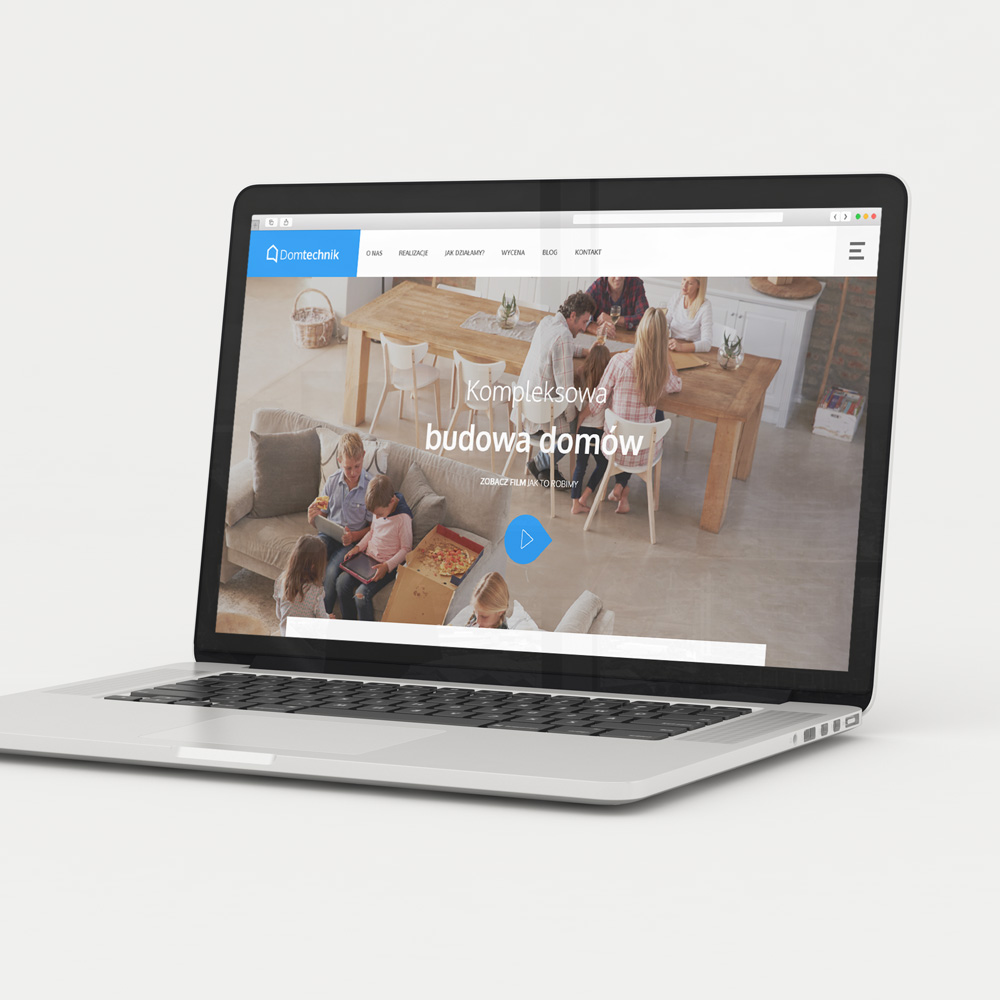 Domtechnik
O NAS REALIZACJE JAK DZIAŁAMY? WYCENA BLOG KONTAKT
Kompleksowa
budowa domów
ZOBACZ FILM JAK TO ROBIMY